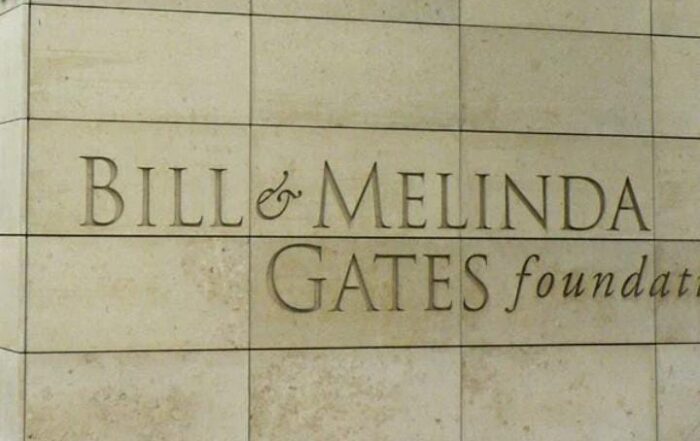 BILL & MELINDA
GATES foundati